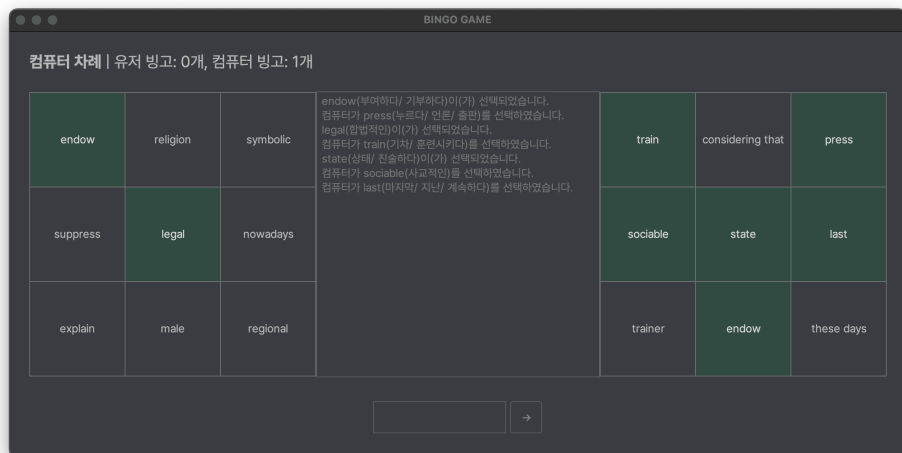 BINGO GAME
컴퓨터 차례 | 유저 빙고: 0개, 컴퓨터 빙고: 1개
endow religion symbolic
suppress legal nowadays
explain male regional
endow(부여하다/ 기부하다)이(가) 선택되었습니다.
컴퓨터가 press(누르다/ 언론/ 출판)를 선택하였습니다.
legal(합법적인)이(가) 선택되었습니다.
컴퓨터가 train(기차/ 훈련시키다)를 선택하였습니다.
state(상태/ 진술하다)이(가) 선택되었습니다.
컴퓨터가 sociable(사교적인)를 선택하였습니다.
컴퓨터가 last(마지막/ 지난/ 계속하다)를 선택하였습니다.
train considering that press
sociable state last
trainer endow these days
→